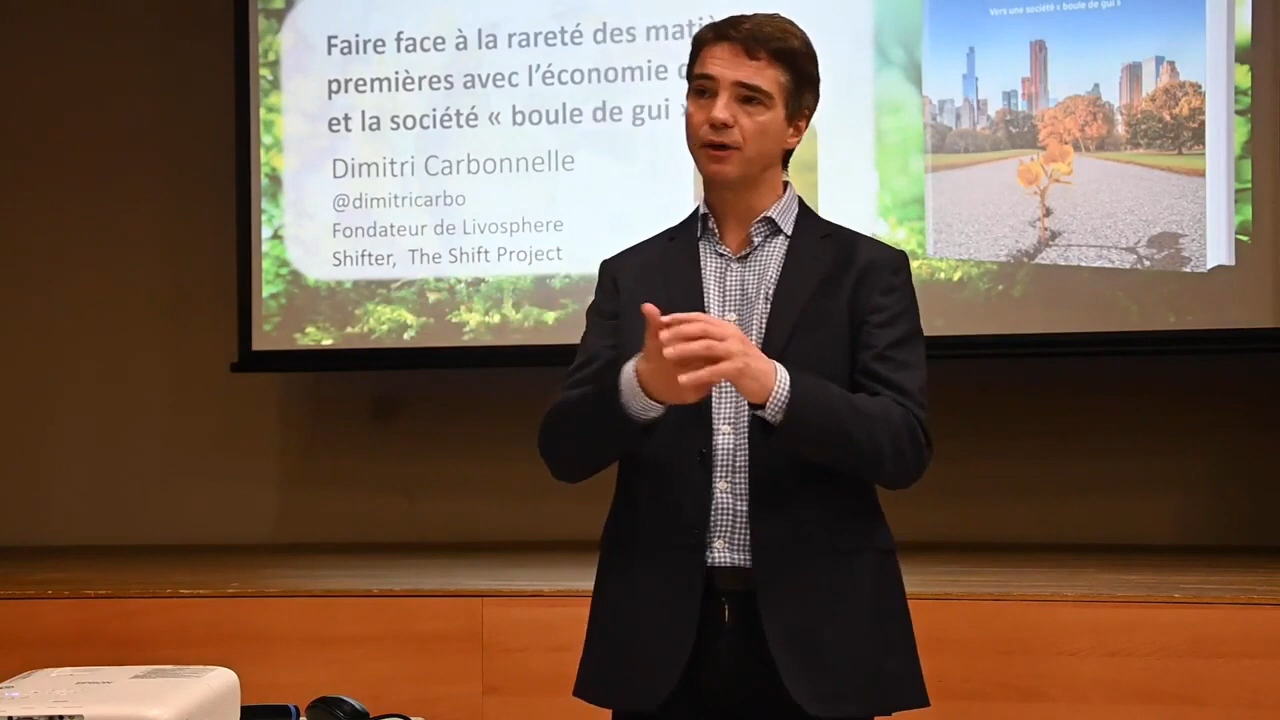 Faire face à la rareté des
premières avec l'économie
et la société « boule de gui »
Dimitri Carbonnelle
@dimitricarbo
Fondateur de Livosphere
Shifter, The Shift Project
Vers une société « boule de gui »
EPSON